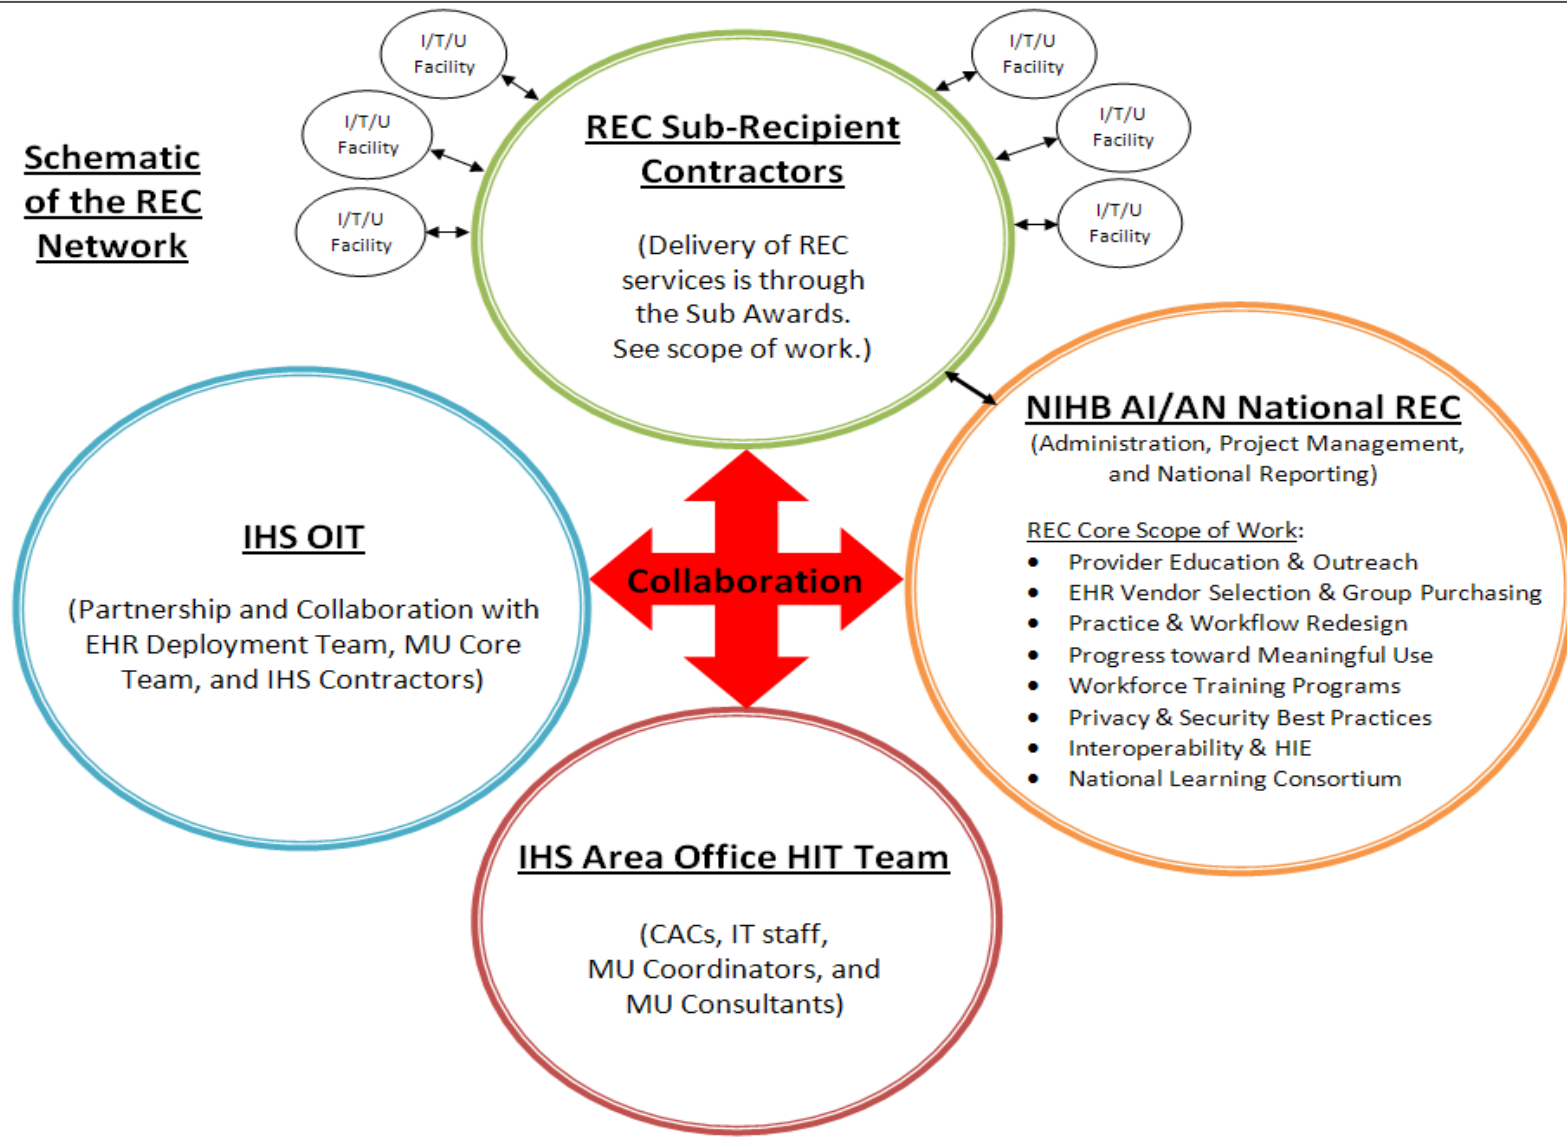 Schematic
of the REC
Network
I/T/U
Facility
I/T/U
Facility
I/T/U
Facility
I/T/U
Facility
I/T/U
Facility
I/T/U
Facility
REC Sub-Recipient
Contractors
(Delivery of REC
services is through
the Sub Awards.
See scope of work.)
NIHB AI/AN National REC
(Administration, Project Management,
and National Reporting)
REC Core Scope of Work:
• Provider Education & Outreach
• EHR Vendor Selection & Group Purchasing
• Practice & Workflow Redesign
• Progress toward Meaningful Use
• Workforce Training Programs
• Privacy & Security Best Practices
• Interoperability & HIE
• National Learning Consortium
IHS OIT
(Partnership and Collaboration with
EHR Deployment Team, MU Core
Team, and IHS Contractors)
Collaboration
IHS Area Office HIT Team
(CACs, IT staff,
MU Coordinators, and
MU Consultants)